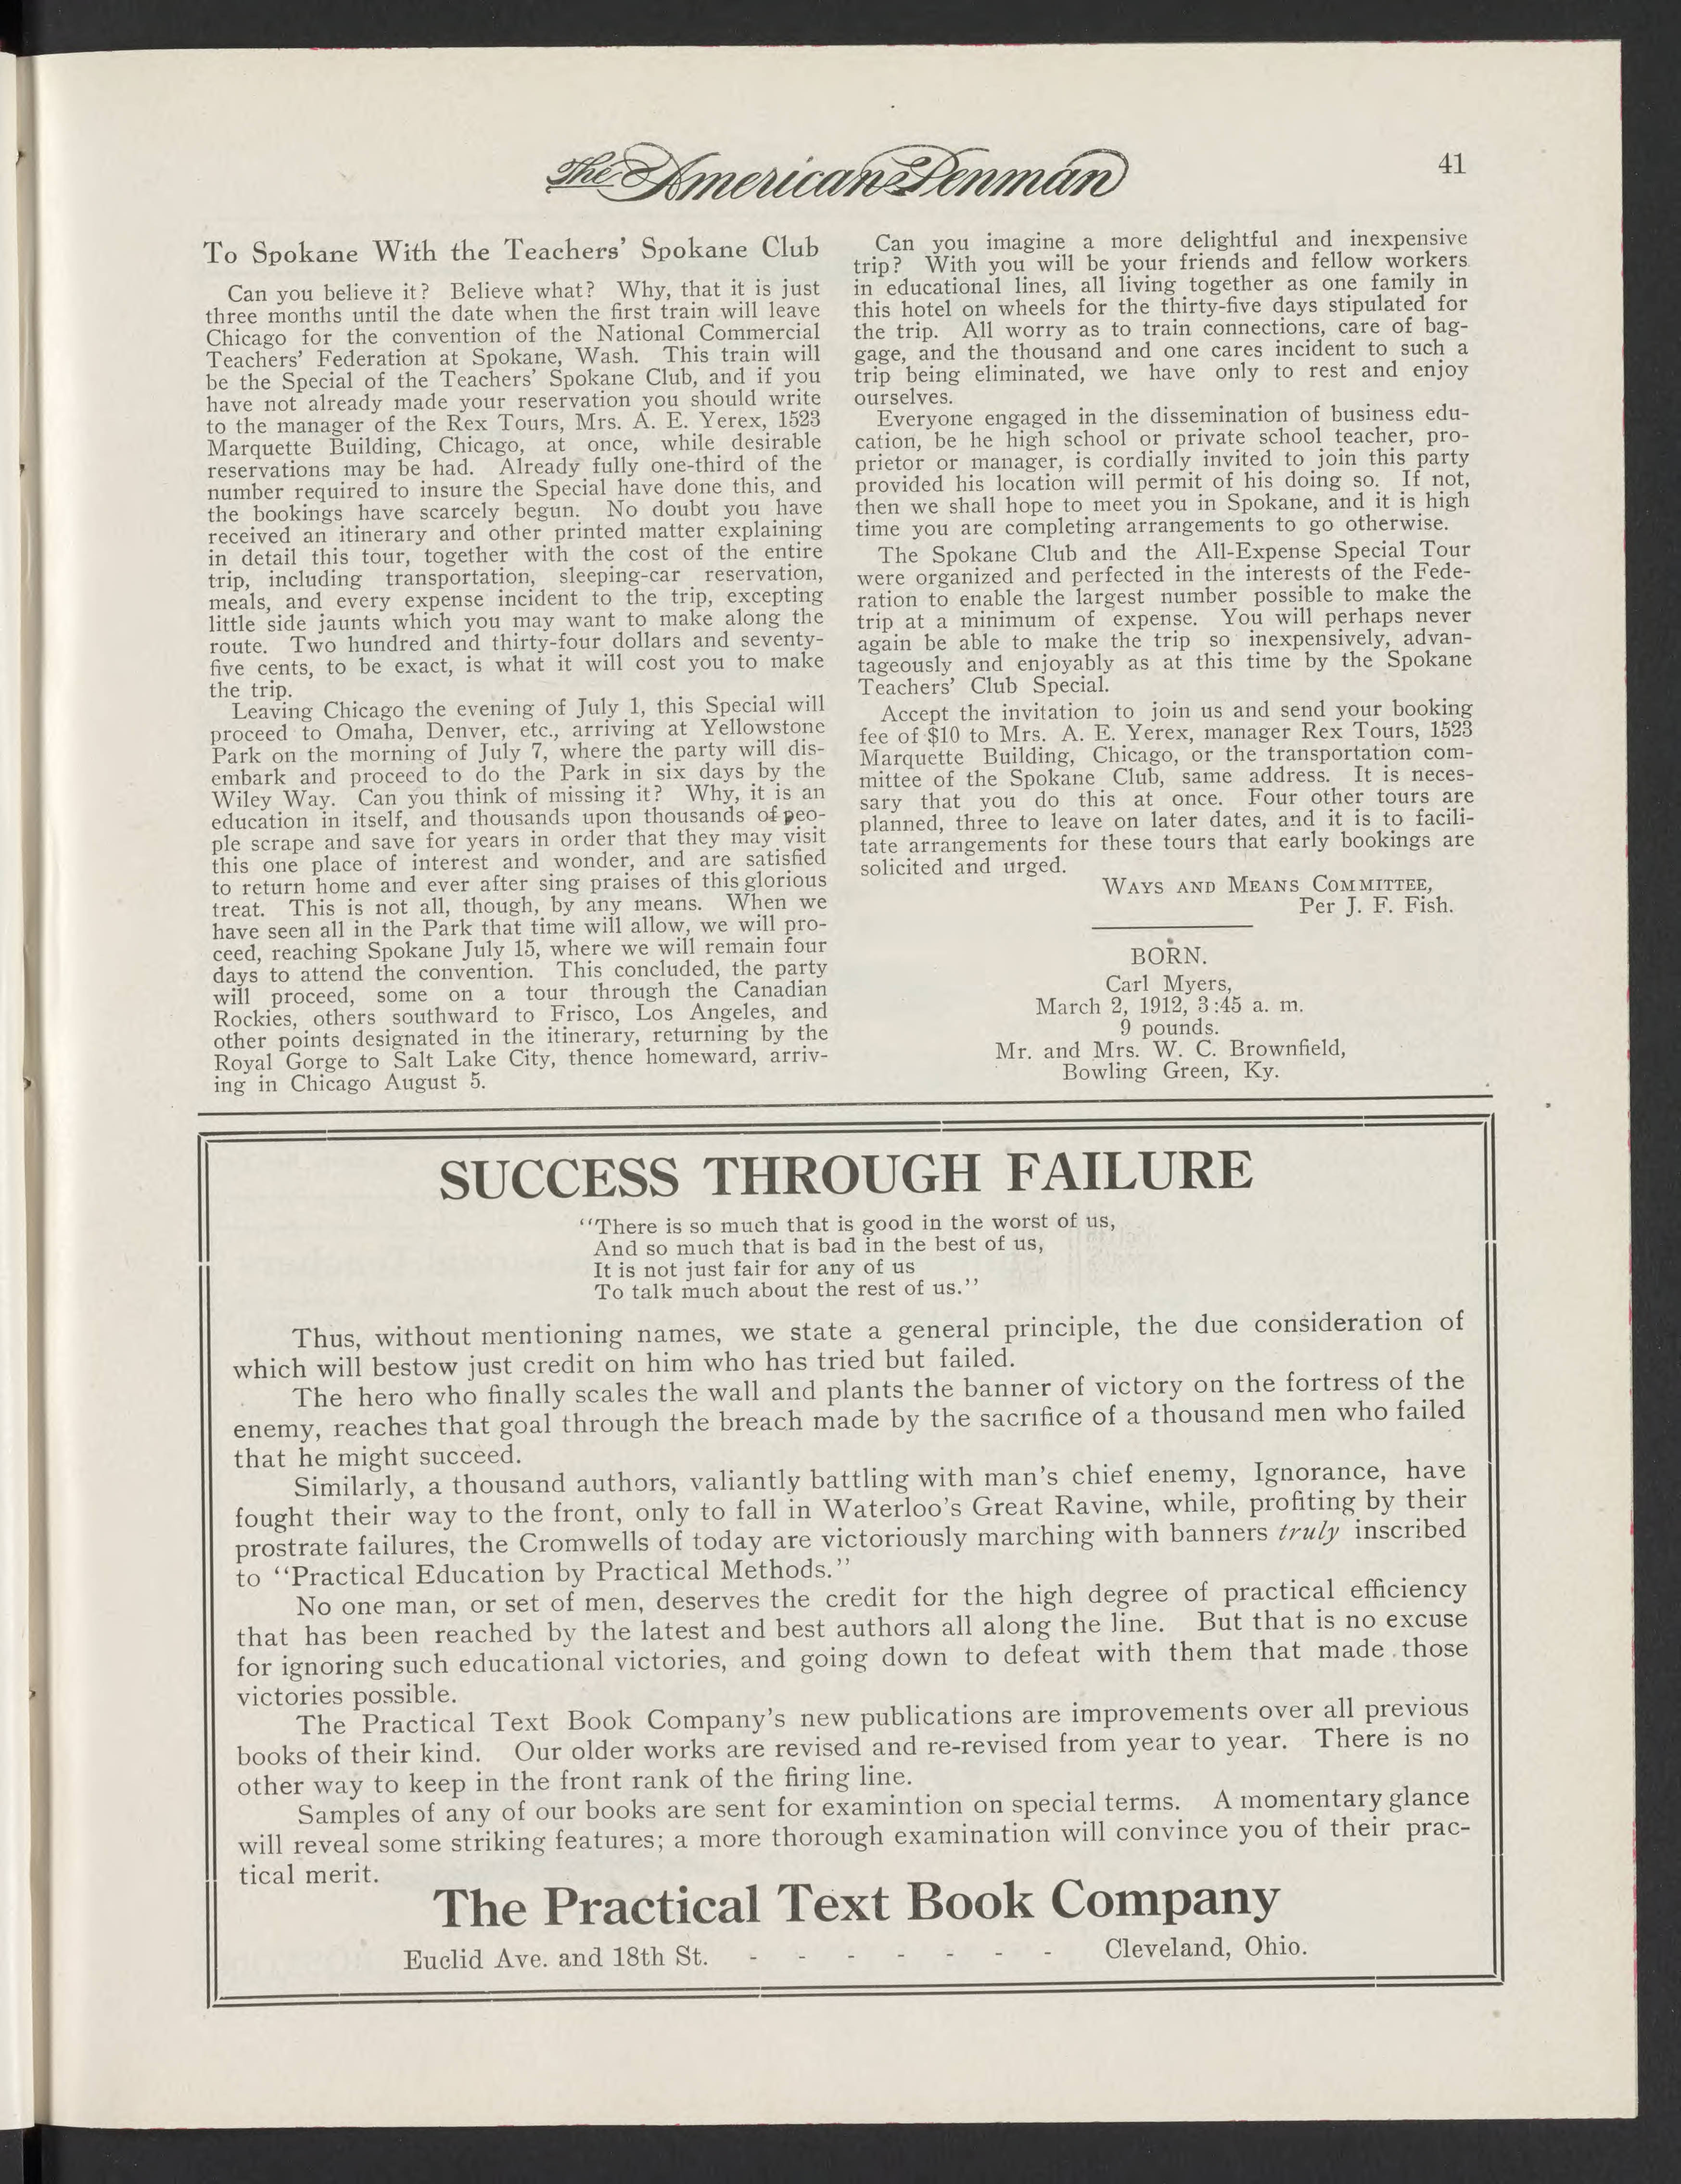 The American Penman
41
To Spokane With the Teachers' Spokane Club
Can you believe it? Believe what? Why, that it is just
three months until the date when the first train will leave
Chicago for the convention of the National Commercial
Teachers' Federation at Spokane, Wash. This train will
be the Special of the Teachers' Spokane Club, and if you
have not already made your reservation you should write
to the manager of the Rex Tours, Mrs. A. E. Yerex, 1523
Marquette Building, Chicago, at once, while desirable
reservations may be had. Already fully one-third of the
number required to insure the Special have done this, and
the bookings have scarcely begun. No doubt you have
received an itinerary and other printed matter explaining
in detail this tour, together with the cost of the entire
trip, including transportation, sleeping-car reservation,
meals, and every expense incident to the trip, excepting
little side jaunts which you may want to make along the
route. Two hundred and thirty-four dollars and seventy-
five cents, to be exact, is what it will cost you to make
the trip.
Leaving Chicago the evening of July 1, this Special will
proceed to Omaha, Denver, etc., arriving at Yellowstone
Park on the morning of July 7, where the party will dis-
embark and proceed to do the Park in six days by the
Wiley Way. Can you think of missing it? Why, it is an
education in itself, and thousands upon thousands of peo-
ple scrape and save for years in order that they may visit
this one place of interest and wonder, and are satisfied
to return home and ever after sing praises of this glorious
treat. This is not all, though, by any means. When we
have seen all in the Park that time will allow, we will pro-
ceed, reaching Spokane July 15, where we will remain four
days to attend the convention. This concluded, the party
will proceed, some on a tour through the Canadian
Rockies, others southward to Frisco, Los Angeles, and
other points designated in the itinerary, returning by the
Royal Gorge to Salt Lake City, thence homeward, arriv-
ing in Chicago August 5.
Can you imagine a more delightful and inexpensive
trip? With you will be your friends and fellow workers
in educational lines, all living together as one family in
this hotel on wheels for the thirty-five days stipulated for
the trip. All worry as to train connections, care of bag-
gage, and the thousand and one cares incident to such a
trip being eliminated, we have only to rest and enjoy
ourselves.
Everyone engaged in the dissemination of business edu-
cation, be he high school or private school teacher, pro-
prietor or manager, is cordially invited to join this party
provided his location will permit of his doing so. If not,
then we shall hope to meet you in Spokane, and it is high
time you are completing arrangements to go otherwise.
The Spokane Club and the All-Expense Special Tour
were organized and perfected in the interests of the Fede-
ration to enable the largest number possible to make the
trip at a minimum of expense. You will perhaps never
again be able to make the trip so inexpensively, advan-
tageously and enjoyably as at this time by the Spokane
Teachers' Club Special.
Accept the invitation to join us and send your booking
fee of $10 to Mrs. A. E. Yerex, manager Rex Tours, 1523
Marquette Building, Chicago, or the transportation com-
mittee of the Spokane Club, same address. It is neces-
sary that you do this at once. Four other tours are
planned, three to leave on later dates, and it is to facili-
tate arrangements for these tours that early bookings are
solicited and urged.
WAYS AND MEANS COMMITTEE,
Per J. F. Fish.
BORN.
Carl Myers,
March 2, 1912, 3:45 a. m.
9 pounds.
Mr. and Mrs. W. C. Brownfield,
Bowling Green, Ky.
SUCCESS THROUGH FAILURE
"There is so much that is good in the worst of us,
And so much that is bad in the best of us,
It is not just fair for any of us
To talk much about the rest of us."
Thus, without mentioning names, we state a general principle, the due consideration of
which will bestow just credit on him who has tried but failed.
The hero who finally scales the wall and plants the banner of victory on the fortress of the
enemy, reaches that goal through the breach made by the sacrifice of a thousand men who failed
that he might succeed.
Similarly, a thousand authors, valiantly battling with man's chief enemy, Ignorance, have
fought their way to the front, only to fall in Waterloo's Great Ravine, while, profiting by their
prostrate failures, the Cromwells of today are victoriously marching with banners truly inscribed
to "Practical Education by Practical Methods."
No one man, or set of men, deserves the credit for the high degree of practical efficiency
that has been reached by the latest and best authors all along the line. But that is no excuse
for ignoring such educational victories, and going down to defeat with them that made those
victories possible.
The Practical Text Book Company's new publications are improvements over all previous
books of their kind. Our older works are revised and re-revised from year to year. There is no
other way to keep in the front rank of the firing line.
Samples of any of our books are sent for examintion on special terms. A momentary glance
will reveal some striking features; a more thorough examination will convince you of their prac-
tical merit.
The Practical Text Book Company
Euclid Ave. and 18th St. - - - - - - - Cleveland, Ohio.